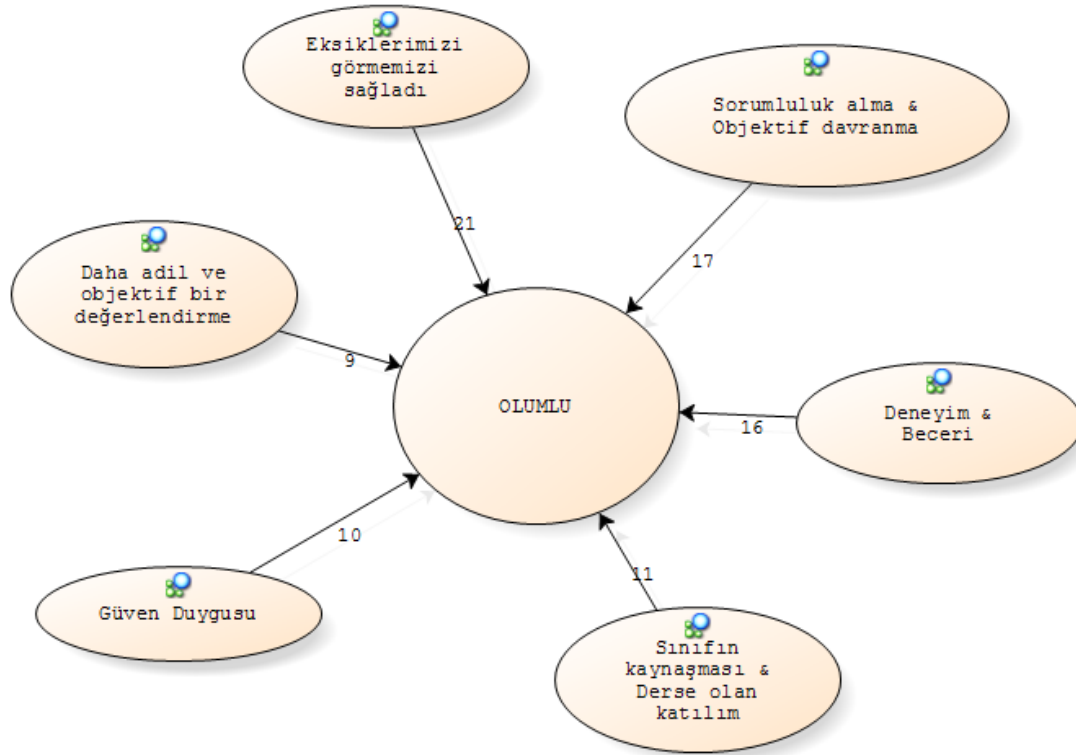 Eksiklerimizi
görmemizi
sağladı
Sorumluluk alma &
Objektif davranma
21
17
Daha adil ve
objektif bir
değerlendirme
9
OLUMLU
Deneyim &
Beceri
16
10
Güven Duygusu
11
Sınıfın
kaynaşması &
Derse olan
katılım